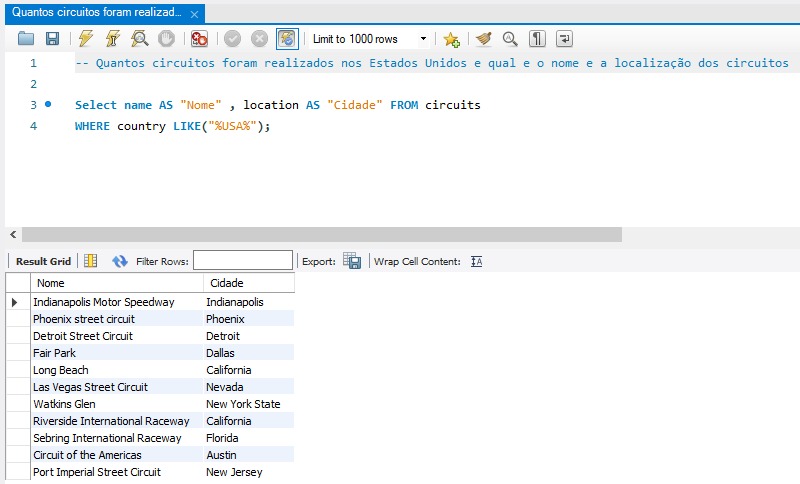 Quantos circuitos foram realizad...
Limit to 1000 rows
1 -- Quantos circuitos foram realizados nos Estados Unidos e qual e o nome e a localização dos circuitos
2
3 Select name AS "Nome" , location AS "Cidade" FROM circuits
4 WHERE country LIKE("%USA%");
Result Grid Filter Rows: Export: Wrap Cell Content:
Nome Cidade
Indianapolis Motor Speedway Indianapolis
Phoenix street circuit Phoenix
Detroit Street Circuit Detroit
Fair Park Dallas
Long Beach California
Las Vegas Street Circuit Nevada
Watkins Glen New York State
Riverside International Raceway California
Sebring International Raceway Florida
Circuit of the Americas Austin
Port Imperial Street Circuit New Jersey